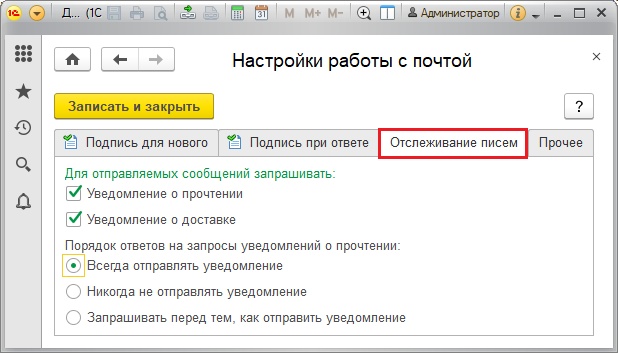 1С Д... (1С 31 M M+ M- Администратор i
Настройки работы с почтой
Записать и закрыть ?
Подпись для нового Подпись при ответе Отслеживание писем Прочее
Для отправляемых сообщений запрашивать:
Уведомление о прочтении
Уведомление о доставке
Порядок ответов на запросы уведомлений о прочтении:
Всегда отправлять уведомление
Никогда не отправлять уведомление
Запрашивать перед тем, как отправить уведомление